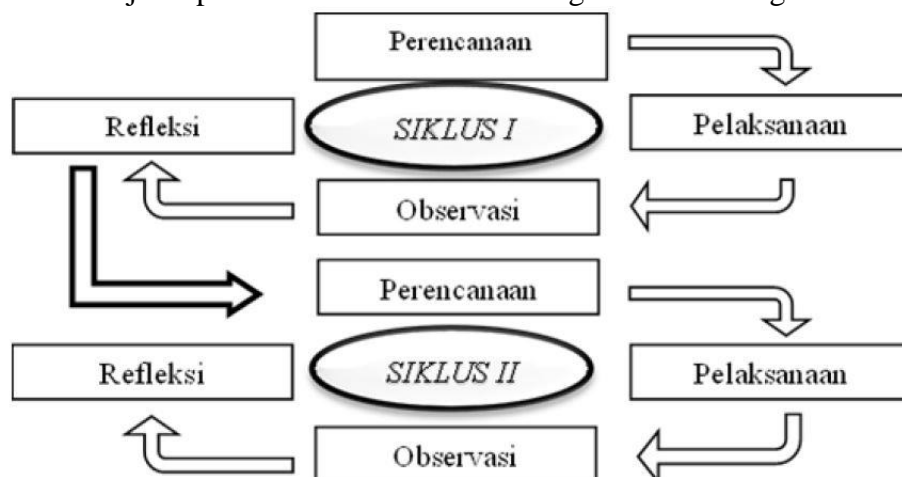 Perencanaan
Refleksi
SIKLUS I
Pelaksanaan
Observasi
Perencanaan
Refleksi
SIKLUS II
Pelaksanaan
Observasi